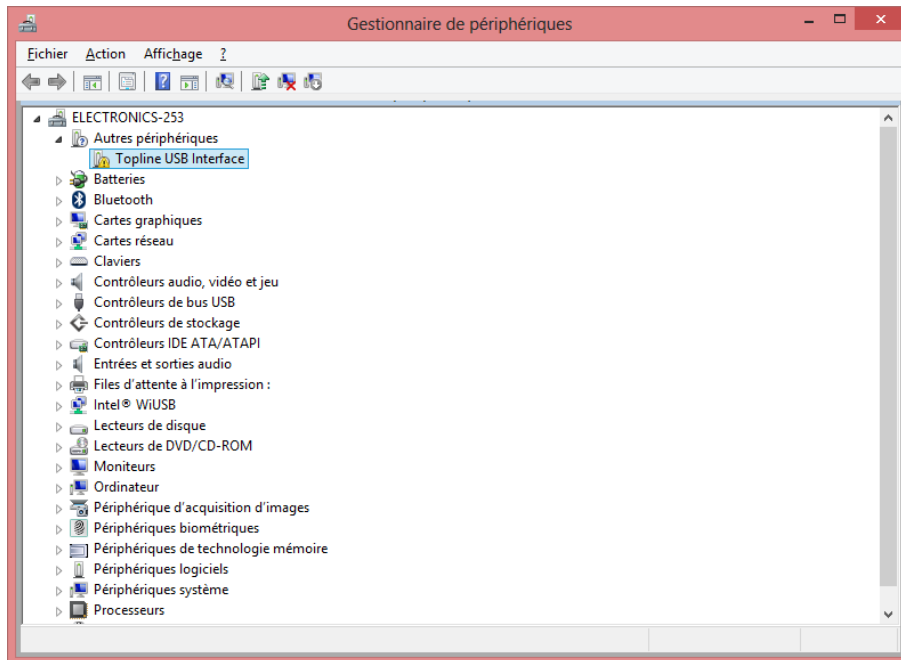 Gestionnaire de périphériques
Fichier Action Affichage ?
ELECTRONICS-253
Autres périphériques
Topline USB Interface
Batteries
Bluetooth
Cartes graphiques
Cartes réseau
Claviers
Contrôleurs audio, vidéo et jeu
Contrôleurs de bus USB
Contrôleurs de stockage
Contrôleurs IDE ATA/ATAPI
Entrées et sorties audio
Files d'attente à l'impression :
Intel® WiUSB
Lecteurs de disque
Lecteurs de DVD/CD-ROM
Moniteurs
Ordinateur
Périphérique d'acquisition d'images
Périphériques biométriques
Périphériques de technologie mémoire
Périphériques logiciels
Périphériques système
Processeurs